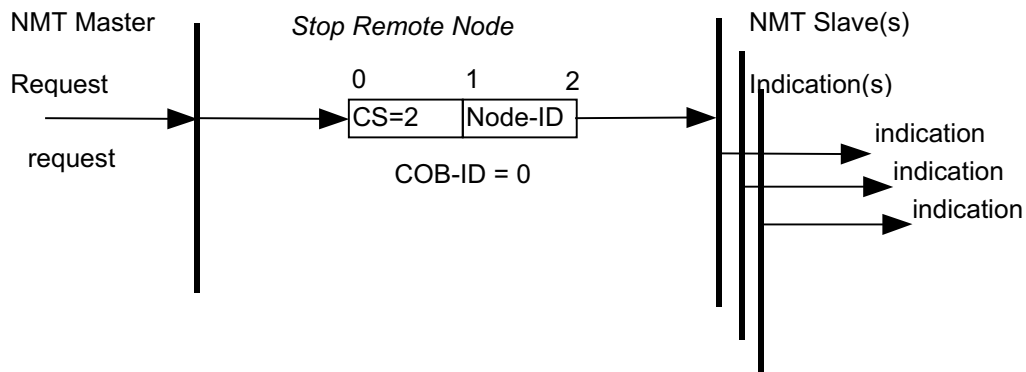 NMT Master
Stop Remote Node
NMT Slave(s)
Request
0 1 2
Indication(s)
CS=2 Node-ID
request
COB-ID = 0
indication
indication
indication